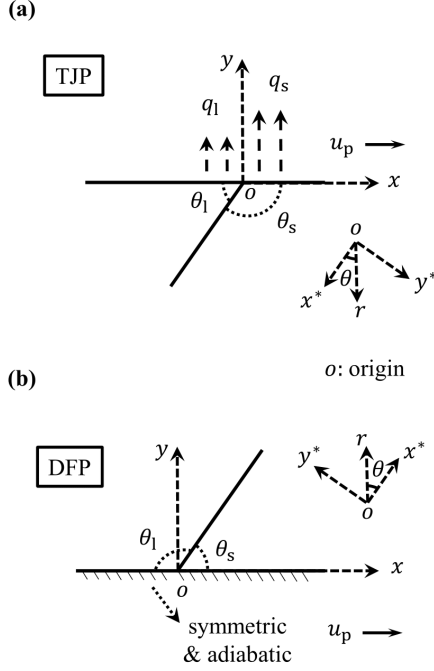 (a)
TJP
y
q_s
q_l
u_p
x
θ_l
o
θ_s
o
x*
θ
r
y*
o: origin
(b)
DFP
y
y*
r
θ
x*
o
θ_l
θ_s
x
o
symmetric
& adiabatic
u_p